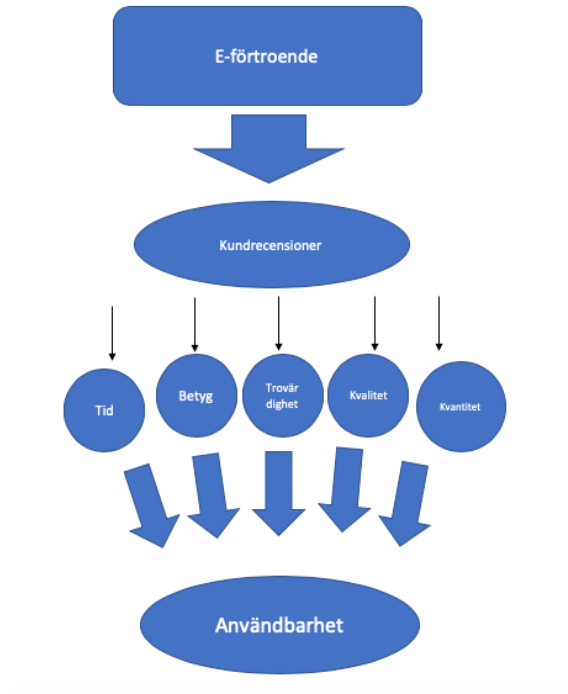 E-förtroende
Kundrecensioner
Tid
Betyg
Trovär
dighet
Kvalitet
Kvantitet
Användbarhet